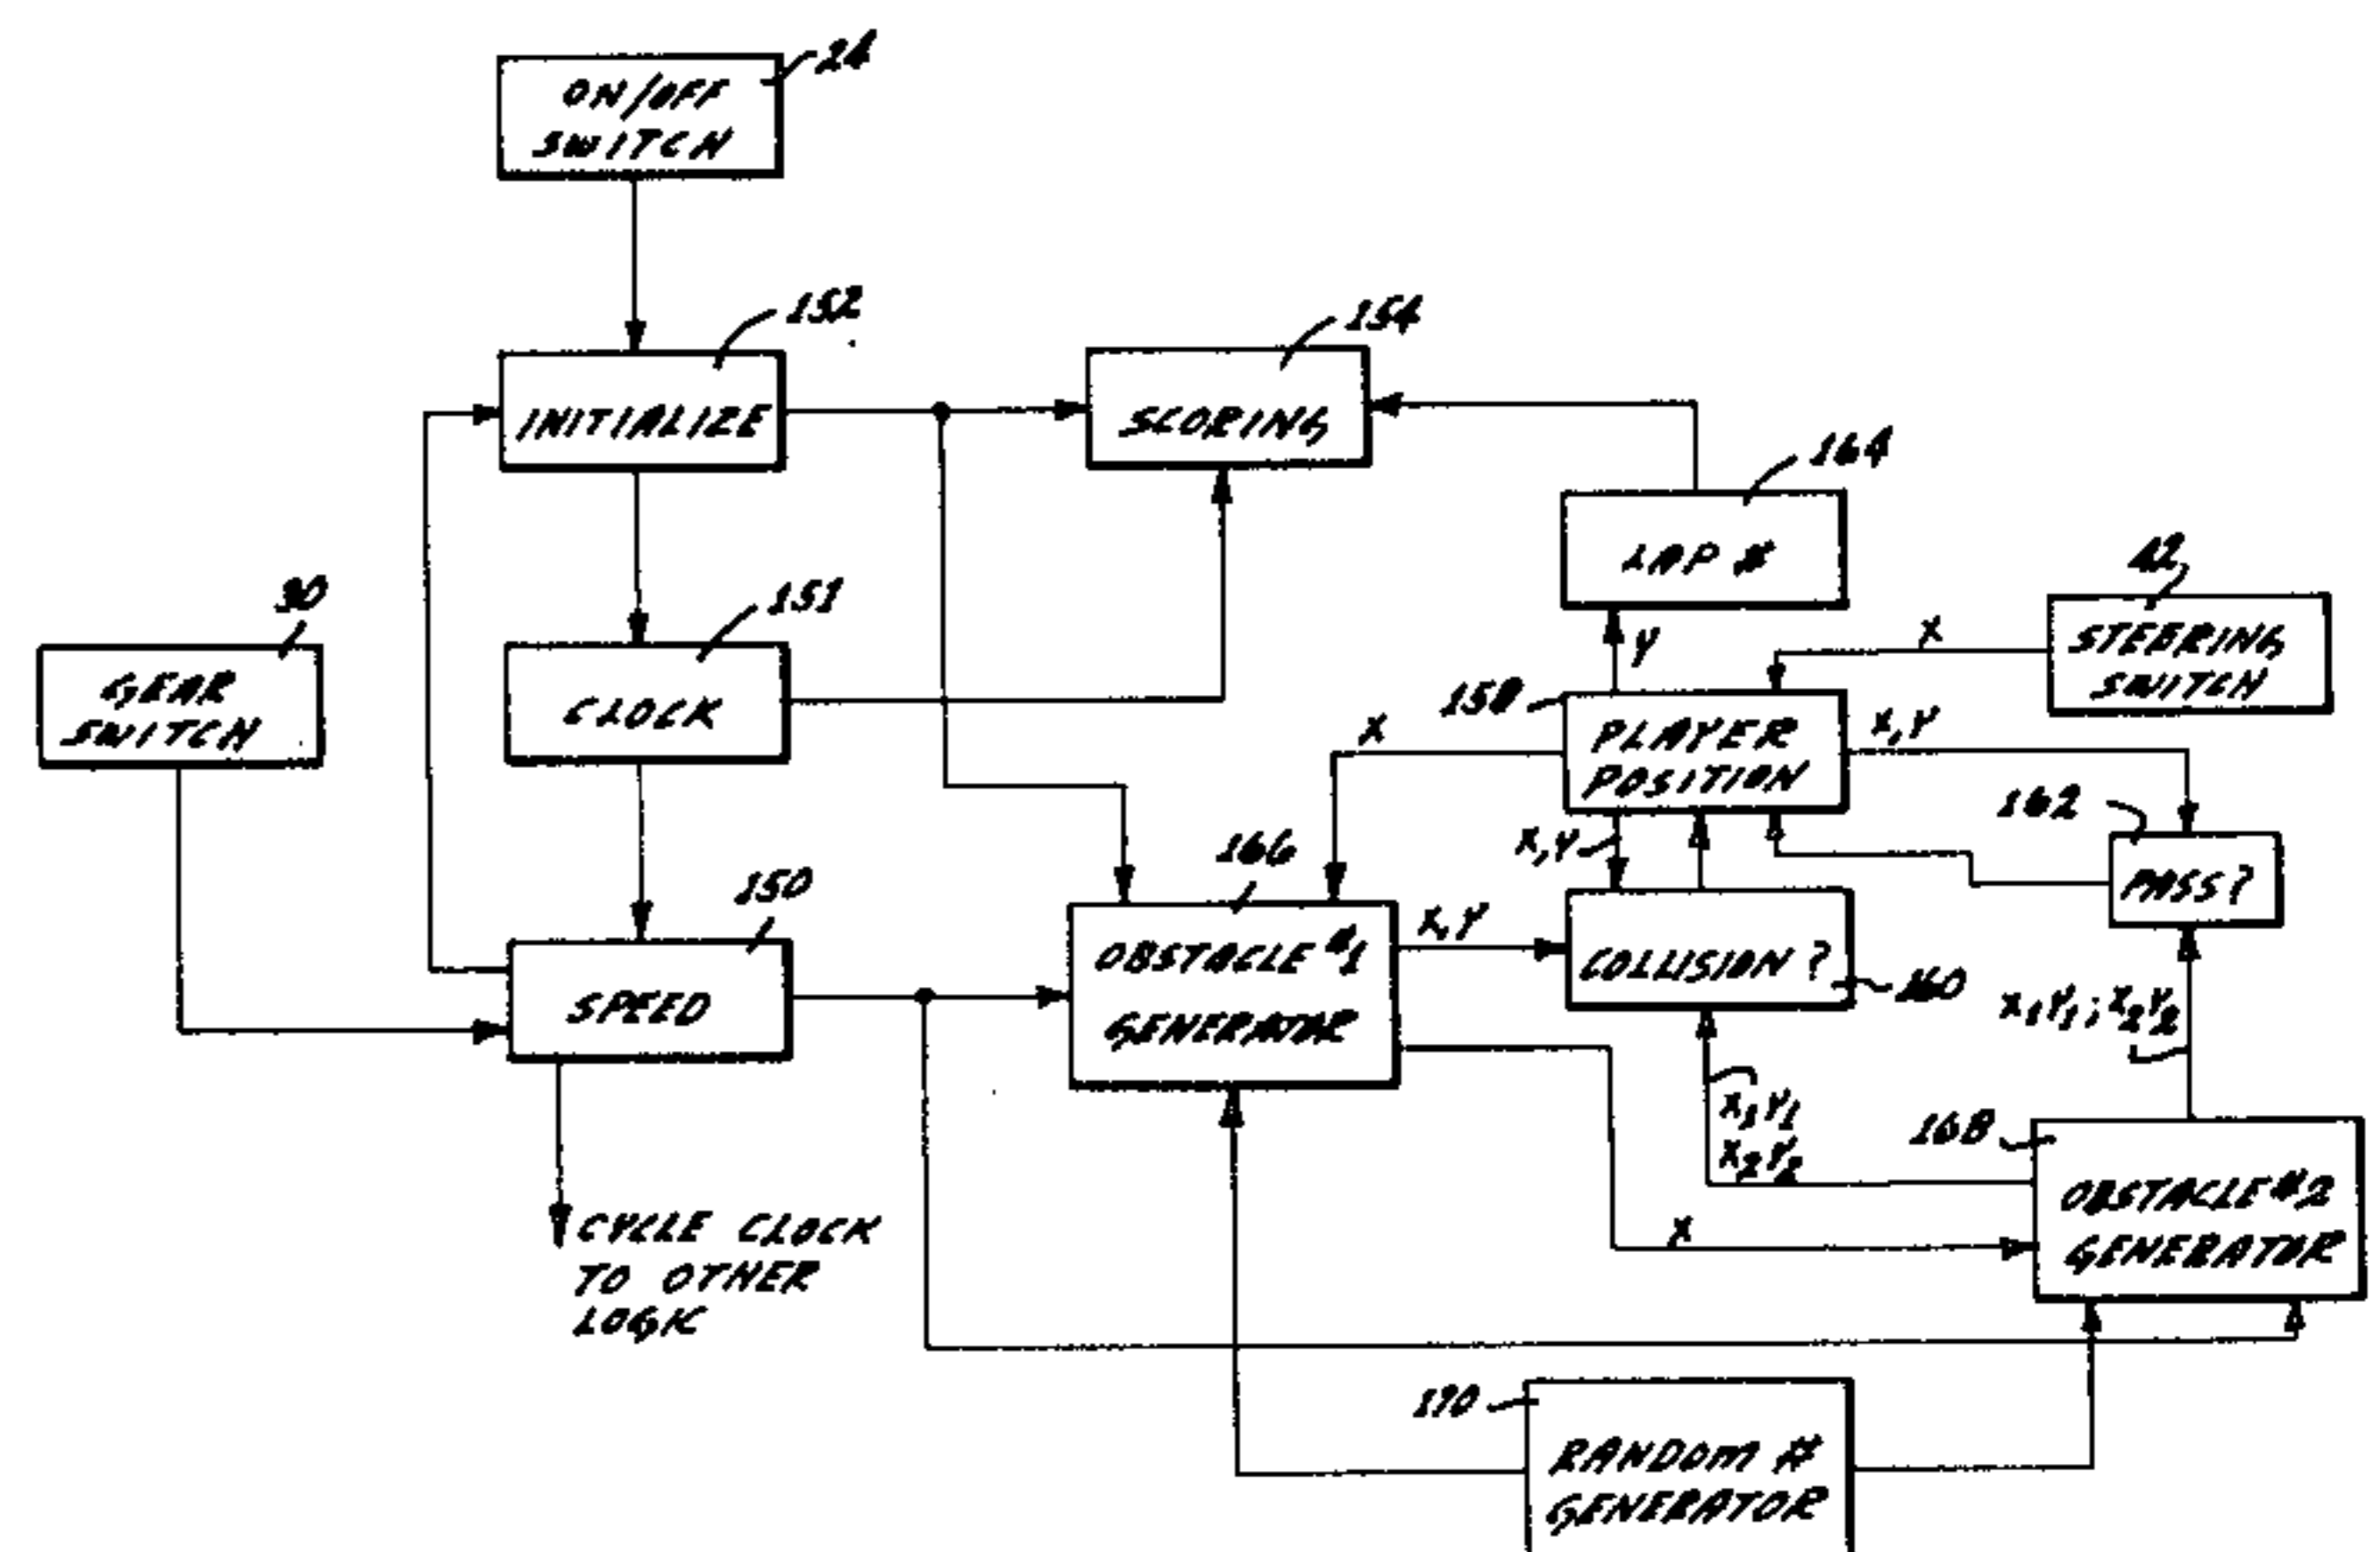 24
ON/OFF
SWITCH
152
INITIALIZE
154
SCORING
164
LAP #
42
STEERING
SWITCH
X
30
GEAR
SWITCH
151
CLOCK
Y
158
PLAYER
POSITION
X
X,Y
X,Y
162
PASS?
150
SPEED
166
OBSTACLE #1
GENERATOR
X,Y
COLLISION?
160
X1Y1; X2Y2
X1Y1
X2Y2
168
OBSTACLE #2
GENERATOR
X
CYCLE CLOCK
TO OTHER
LOGIC
170
RANDOM #
GENERATOR